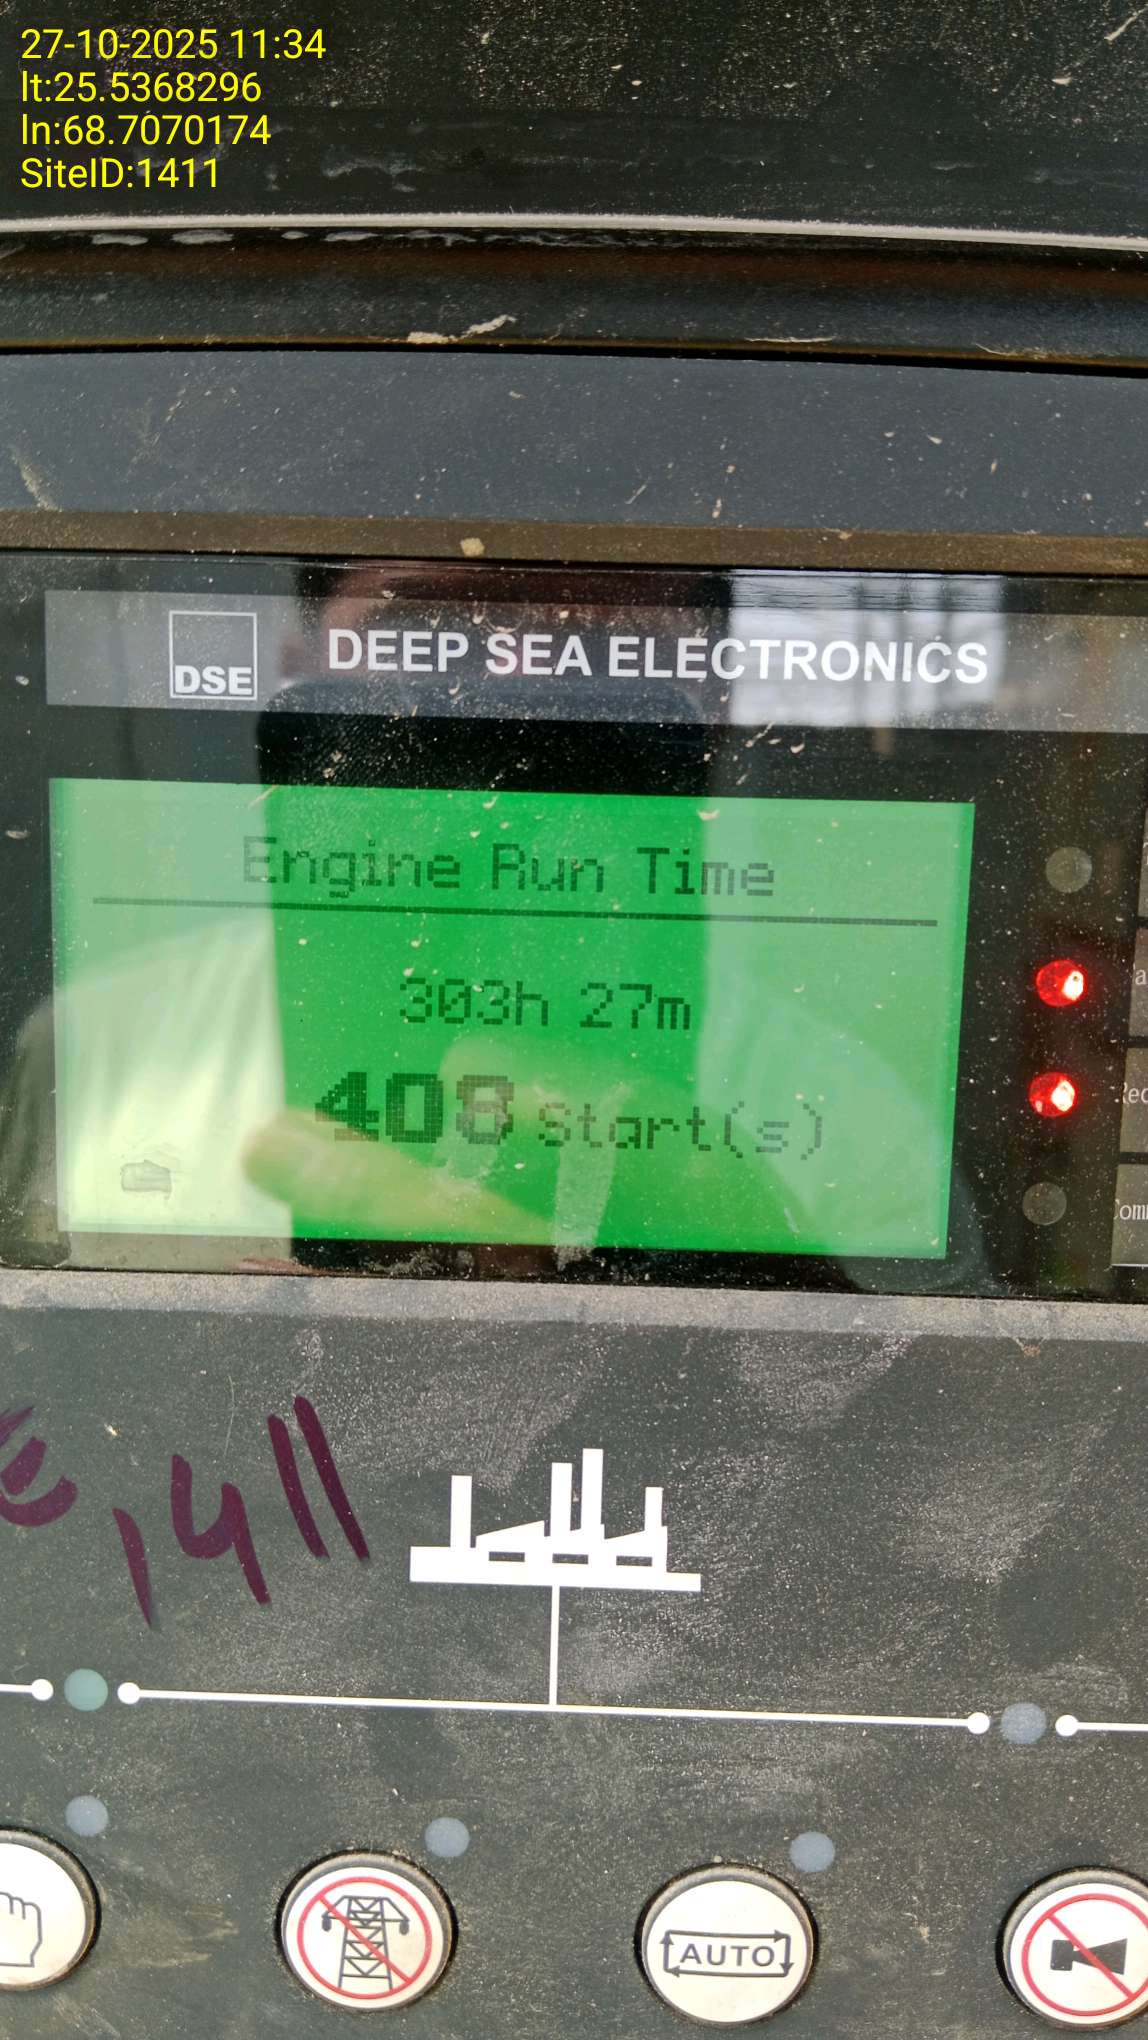 27-10-2025 11:34
lt:25.5368296
ln:68.7070174
SiteID:1411
DSE
DEEP SEA ELECTRONICS
Engine Run Time
303h 27m
408 Start(s)
1411
AUTO